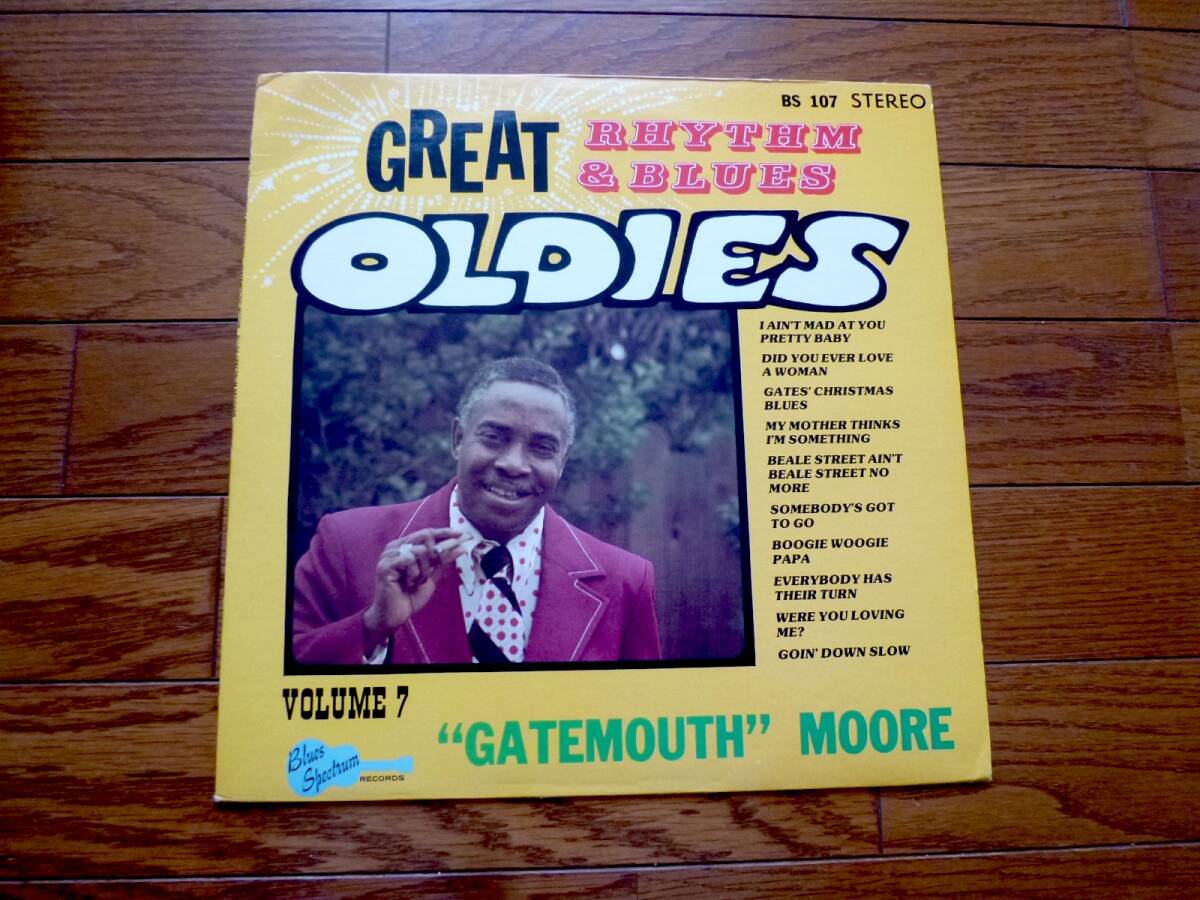 BS 107 STEREO
GREAT RHYTHM
& BLUES
OLDIES
I AIN'T MAD AT YOU
PRETTY BABY
DID YOU EVER LOVE
A WOMAN
GATES' CHRISTMAS
BLUES
MY MOTHER THINKS
I'M SOMETHING
BEALE STREET AIN'T
BEALE STREET NO
MORE
SOMEBODY'S GOT
TO GO
BOOGIE WOOGIE
PAPA
EVERYBODY HAS
THEIR TURN
WERE YOU LOVING
ME?
GOIN' DOWN SLOW
VOLUME 7
"GATEMOUTH" MOORE
Blues
Spectrum
RECORDS